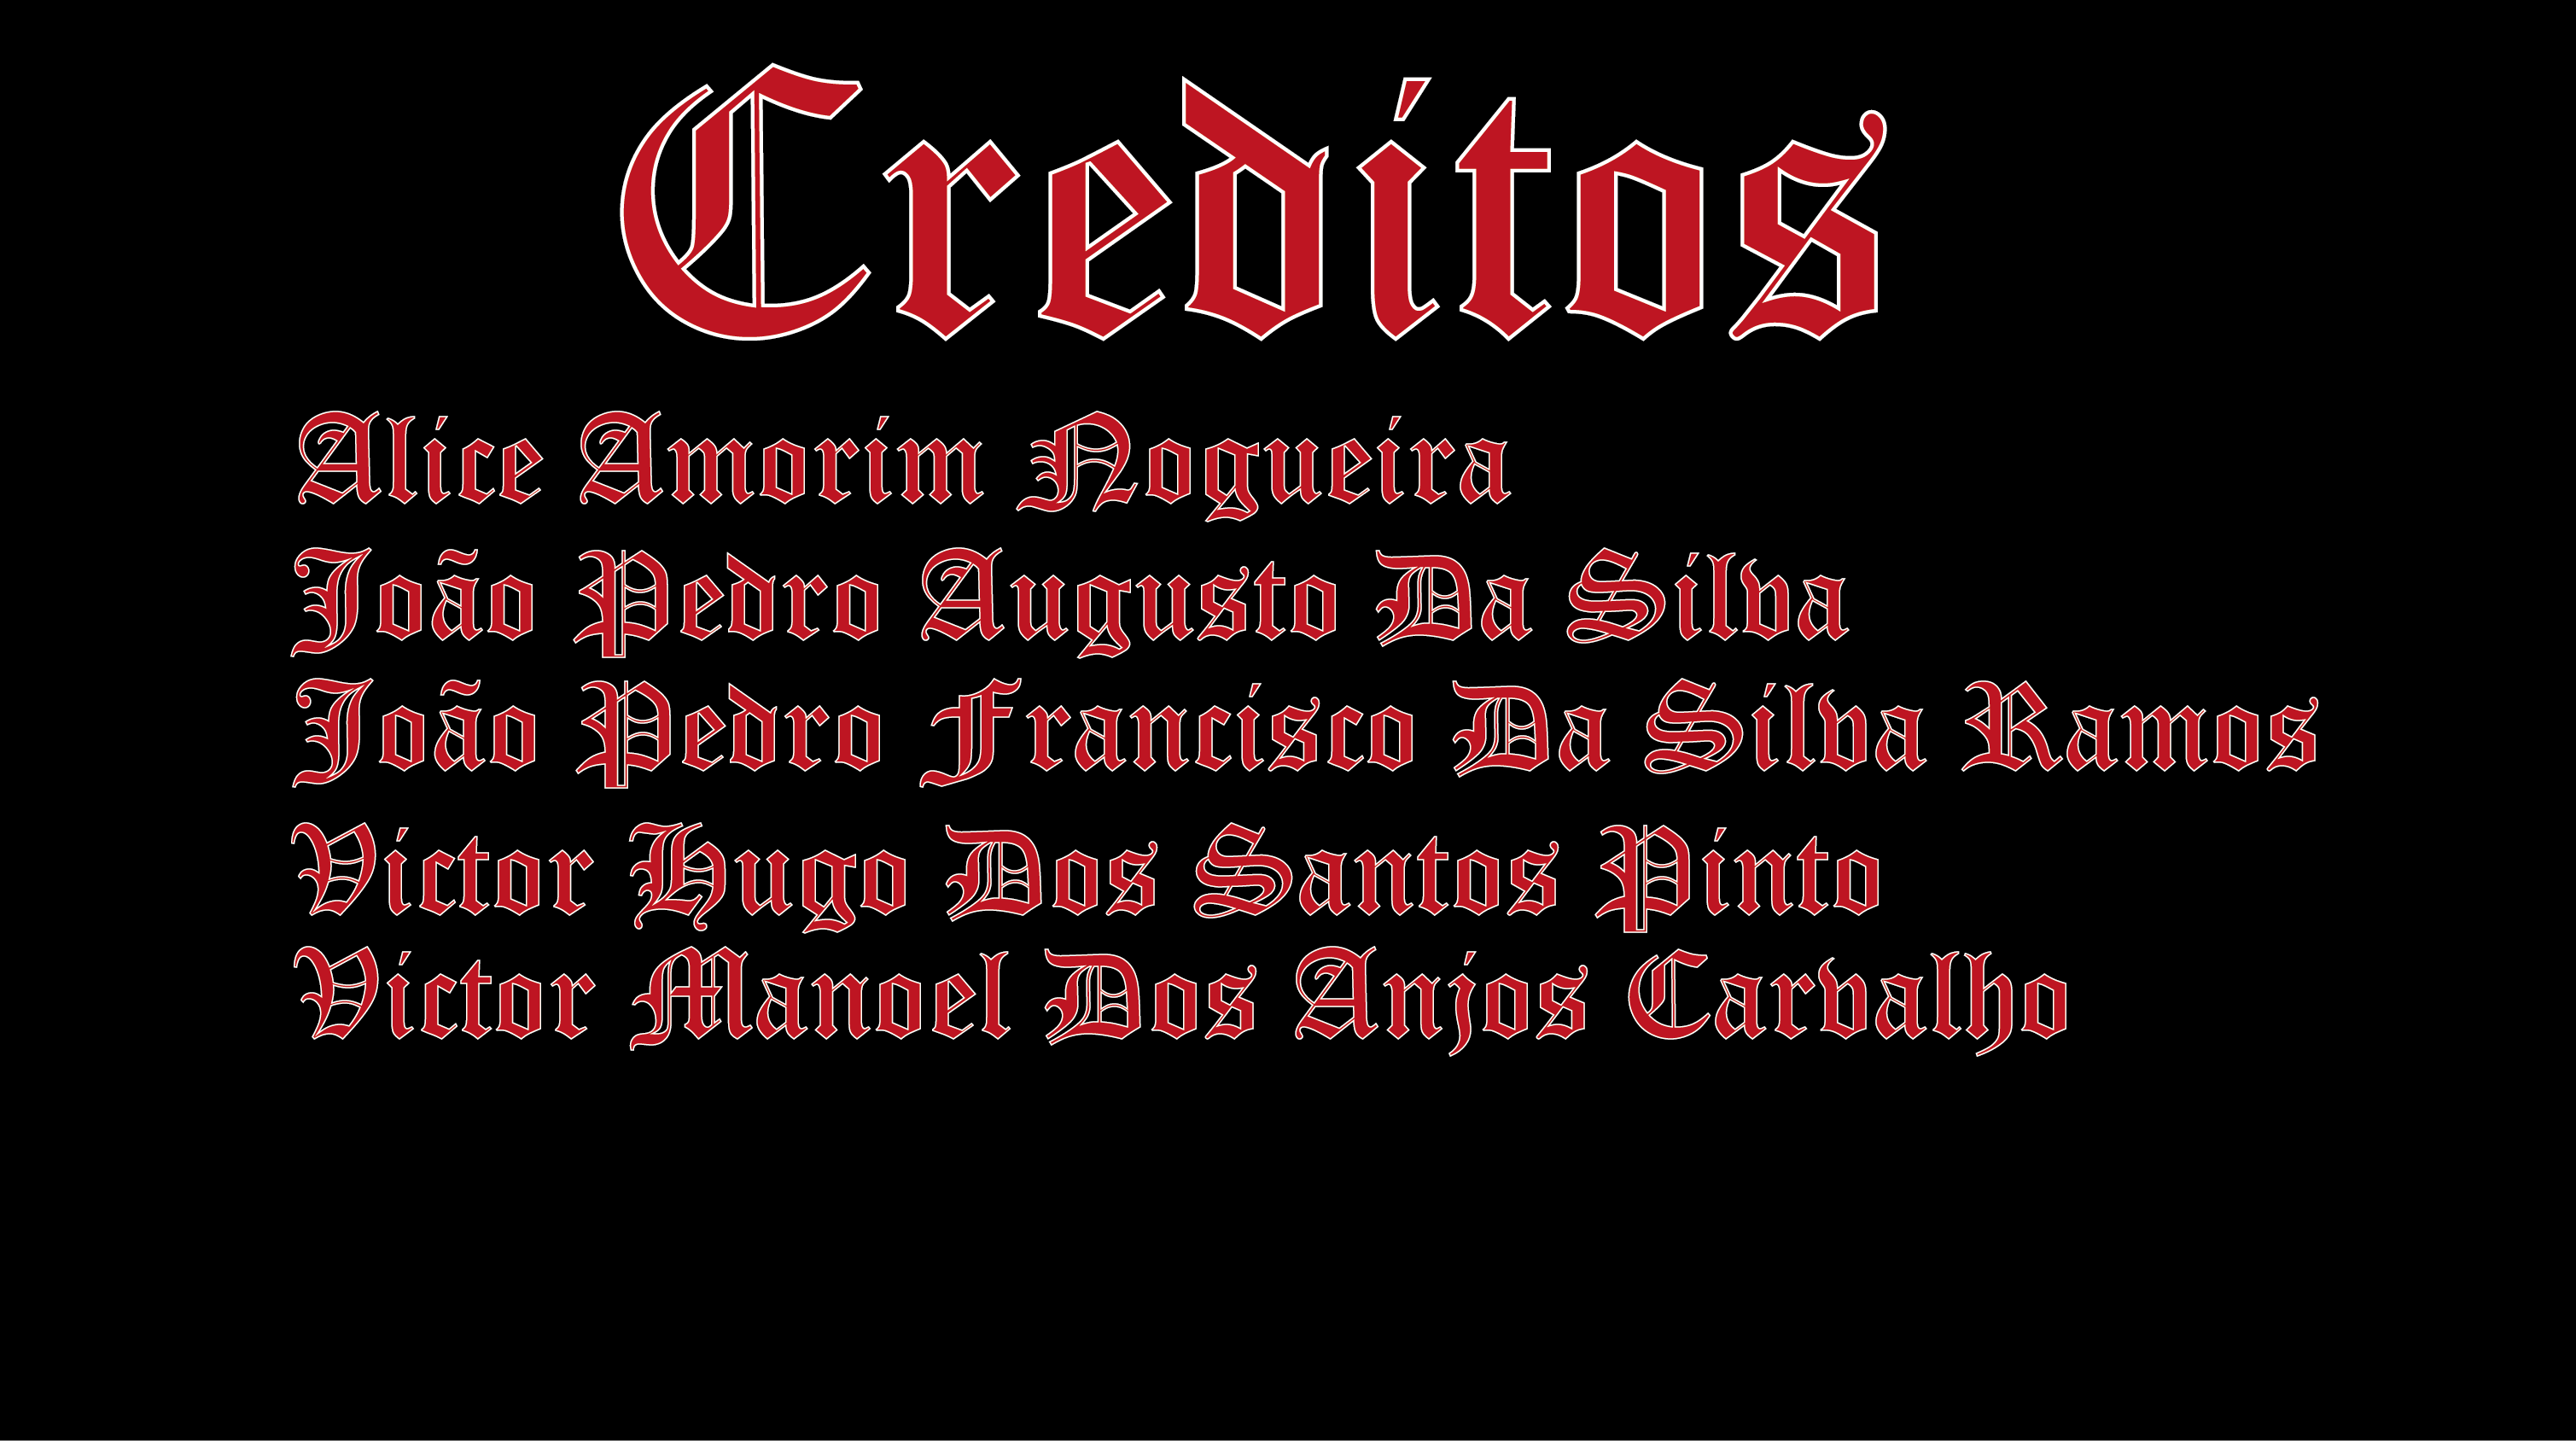 Creditos
Alice Amorim Nogueira
João Pedro Augusto Da Silva
João Pedro Francisco Da Silva Ramos
Victor Hugo Dos Santos Pinto
Victor Manoel Dos Anjos Carvalho